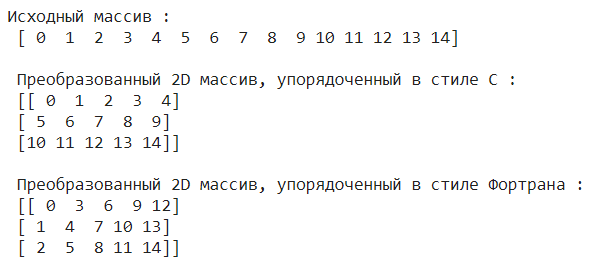 Исходный массив :
 [ 0  1  2  3  4  5  6  7  8  9 10 11 12 13 14]

 Преобразованный 2D массив, упорядоченный в стиле C :
 [[ 0  1  2  3  4]
 [ 5  6  7  8  9]
 [10 11 12 13 14]]

 Преобразованный 2D массив, упорядоченный в стиле Фортрана :
 [[ 0  3  6  9 12]
 [ 1  4  7 10 13]
 [ 2  5  8 11 14]]